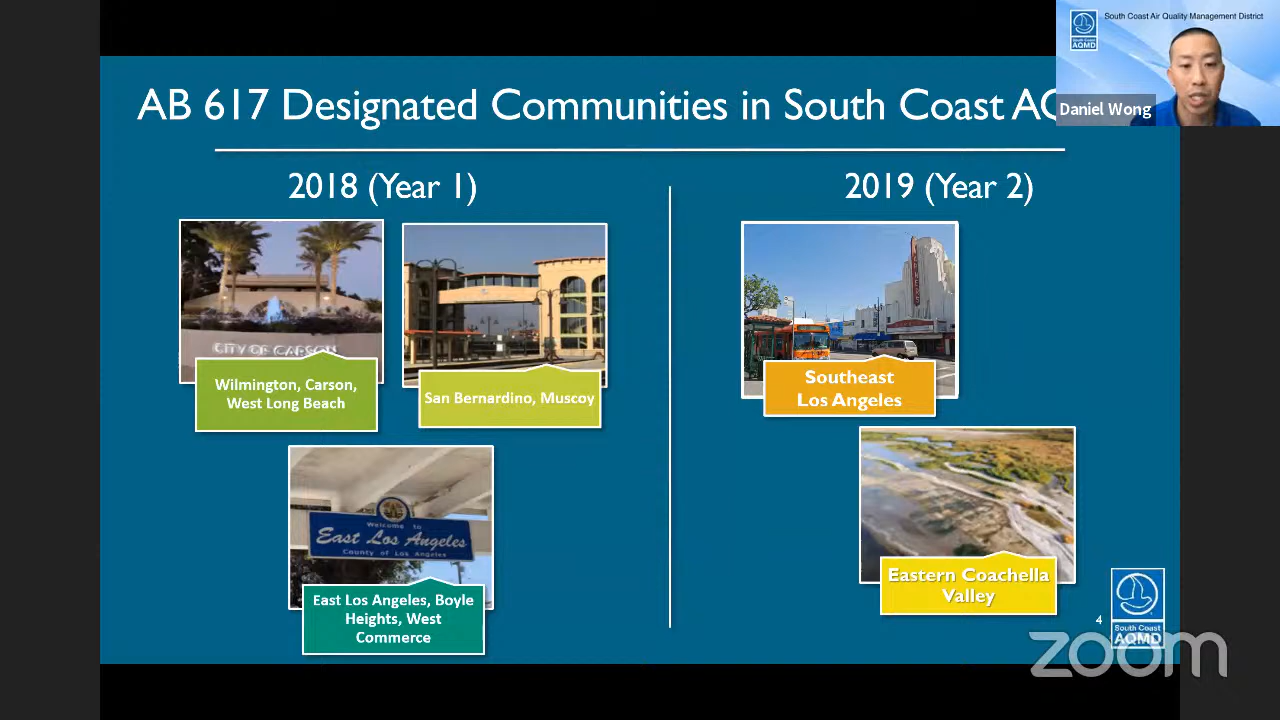 South Coast Air Quality Management District
South Coast
AQMD
Daniel Wong
AB 617 Designated Communities in South Coast AQ
2018 (Year 1)
2019 (Year 2)
CITY OF CARSON
Wilmington, Carson,
West Long Beach
San Bernardino, Muscoy
Southeast
Los Angeles
Welcome to
East Los Angeles
County of Los Angeles
East Los Angeles, Boyle
Heights, West
Commerce
Eastern Coachella
Valley
4
South Coast
AQMD
zoom